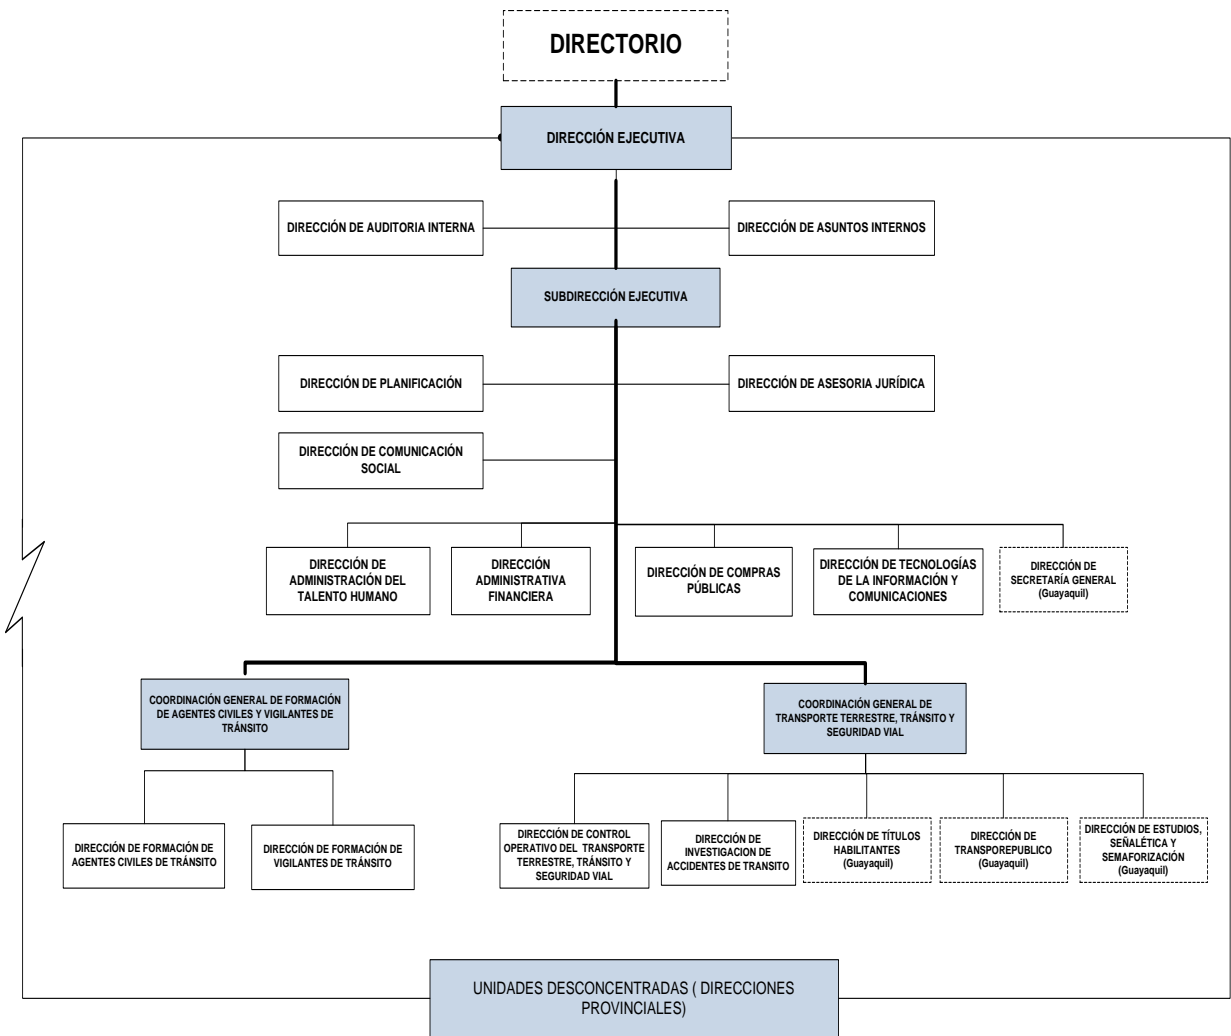 DIRECTORIO
DIRECCIÓN EJECUTIVA
DIRECCIÓN DE AUDITORIA INTERNA
DIRECCIÓN DE ASUNTOS INTERNOS
SUBDIRECCIÓN EJECUTIVA
DIRECCIÓN DE PLANIFICACIÓN
DIRECCIÓN DE ASESORIA JURÍDICA
DIRECCIÓN DE COMUNICACIÓN
SOCIAL
DIRECCIÓN DE
ADMINISTRACIÓN DEL
TALENTO HUMANO
DIRECCIÓN
ADMINISTRATIVA
FINANCIERA
DIRECCIÓN DE COMPRAS
PÚBLICAS
DIRECCIÓN DE TECNOLOGÍAS
DE LA INFORMACIÓN Y
COMUNICACIONES
DIRECCIÓN DE
SECRETARÍA GENERAL
(Guayaquil)
COORDINACIÓN GENERAL DE FORMACIÓN
DE AGENTES CIVILES Y VIGILANTES DE
TRÁNSITO
COORDINACIÓN GENERAL DE
TRANSPORTE TERRESTRE, TRÁNSITO Y
SEGURIDAD VIAL
DIRECCIÓN DE FORMACIÓN DE
AGENTES CIVILES DE TRÁNSITO
DIRECCIÓN DE FORMACIÓN DE
VIGILANTES DE TRÁNSITO
DIRECCIÓN DE CONTROL
OPERATIVO DEL TRANSPORTE
TERRESTRE, TRÁNSITO Y
SEGURIDAD VIAL
DIRECCIÓN DE
INVESTIGACION DE
ACCIDENTES DE TRANSITO
DIRECCIÓN DE TÍTULOS
HABILITANTES
(Guayaquil)
DIRECCIÓN DE
TRANSPOREPUBLICO
(Guayaquil)
DIRECCIÓN DE ESTUDIOS,
SEÑALÉTICA Y
SEMAFORIZACIÓN
(Guayaquil)
UNIDADES DESCONCENTRADAS ( DIRECCIONES
PROVINCIALES)